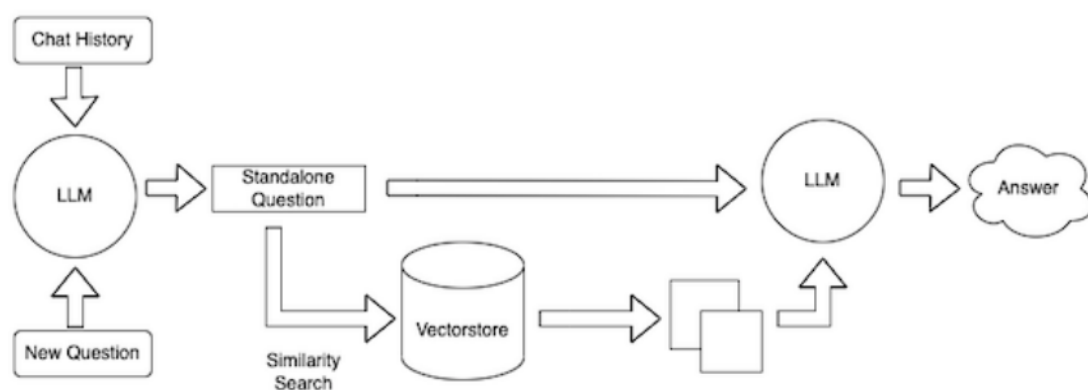 Chat History
LLM
New Question
Standalone
Question
Similarity
Search
Vectorstore
LLM
Answer